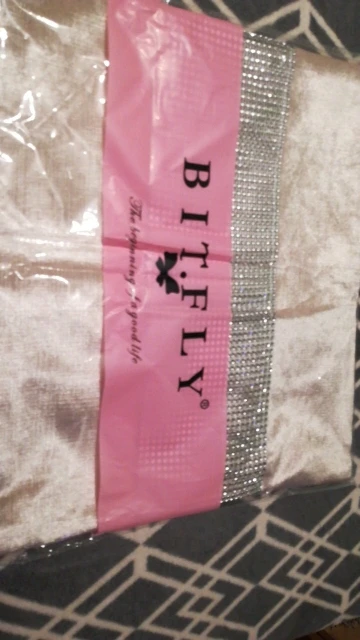 BIT.FLY®
The beginning of a good life